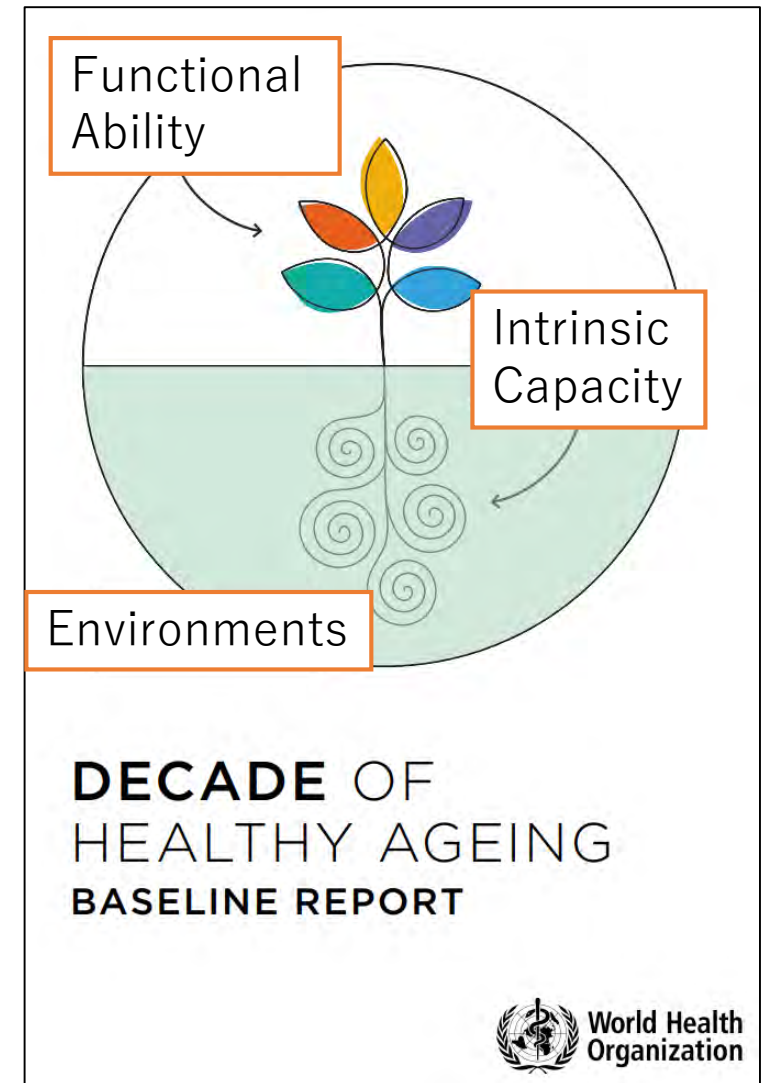 Functional
Ability
Intrinsic
Capacity
Environments
DECADE OF
HEALTHY AGEING
BASELINE REPORT
World Health
Organization